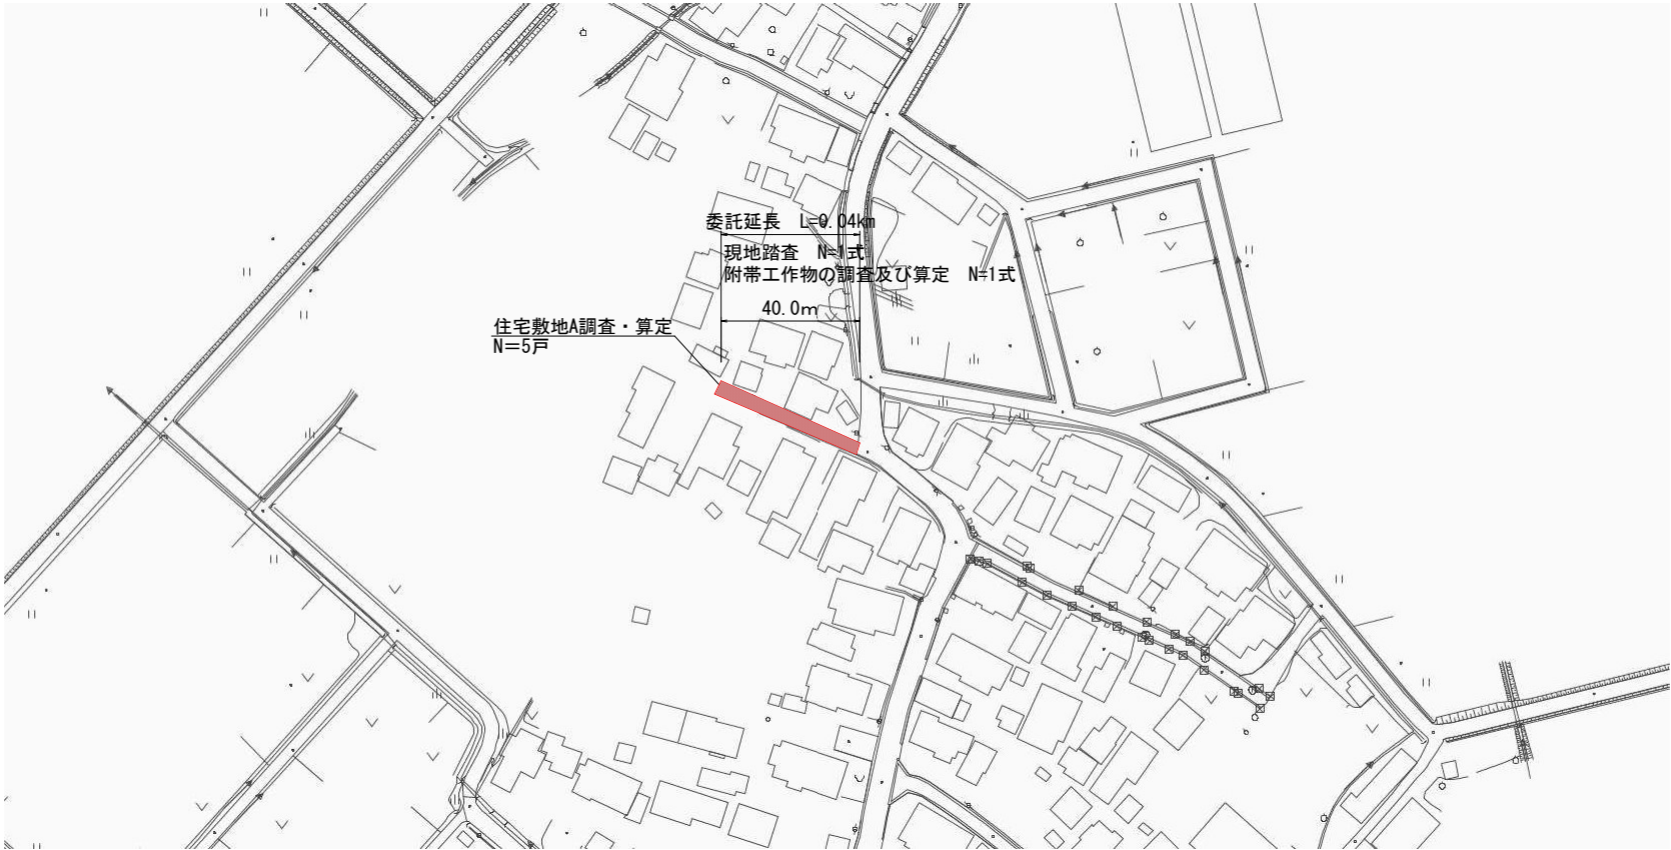 委託延長 L=0.04km
現地踏査 N=1式
附帯工作物の調査及び算定 N=1式
40.0m
住宅敷地A調査・算定
N=5戸